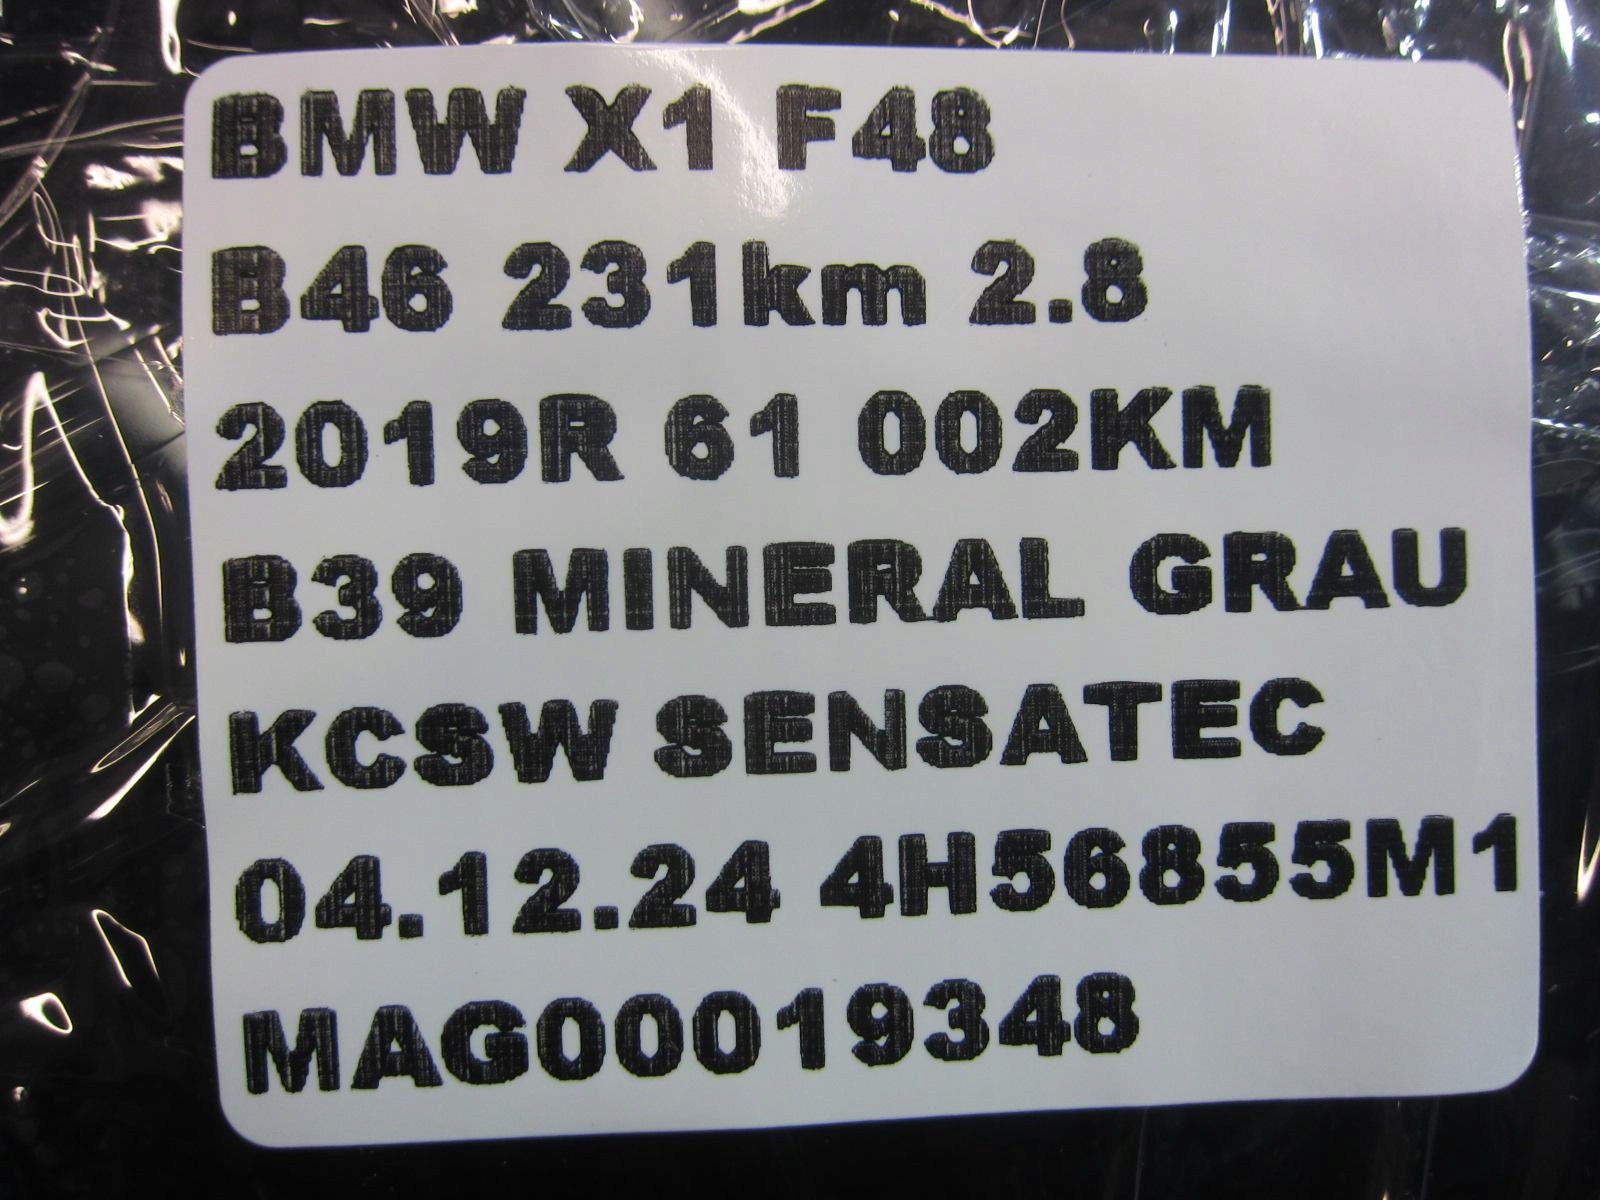 BMW X1 F48
B46 231km 2.8
2019R 61 002KM
B39 MINERAL GRAU
KCSW SENSATEC
04.12.24 4H56855M1
MAG00019348